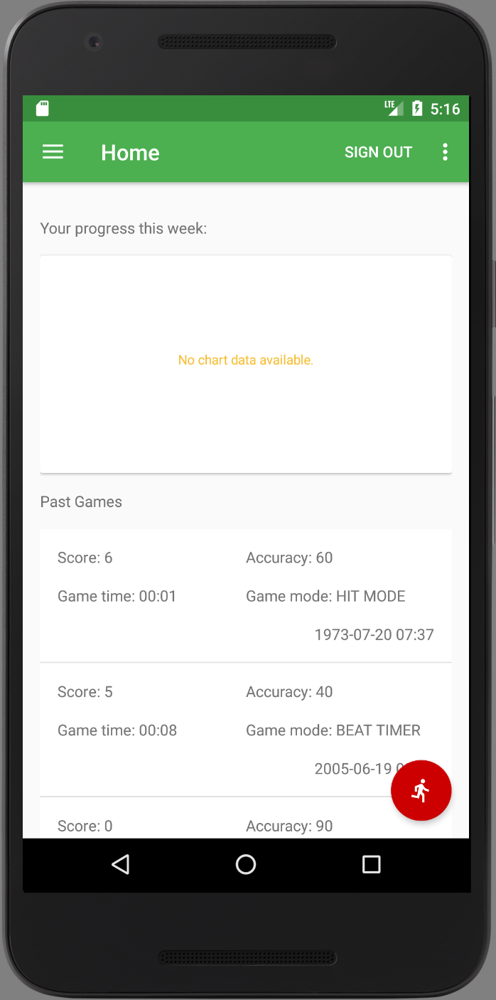 LTE 5:16
Home SIGN OUT
Your progress this week:
No chart data available.
Past Games
Score: 6 Accuracy: 60
Game time: 00:01 Game mode: HIT MODE
1973-07-20 07:37
Score: 5 Accuracy: 40
Game time: 00:08 Game mode: BEAT TIMER
2005-06-19
Score: 0 Accuracy: 90